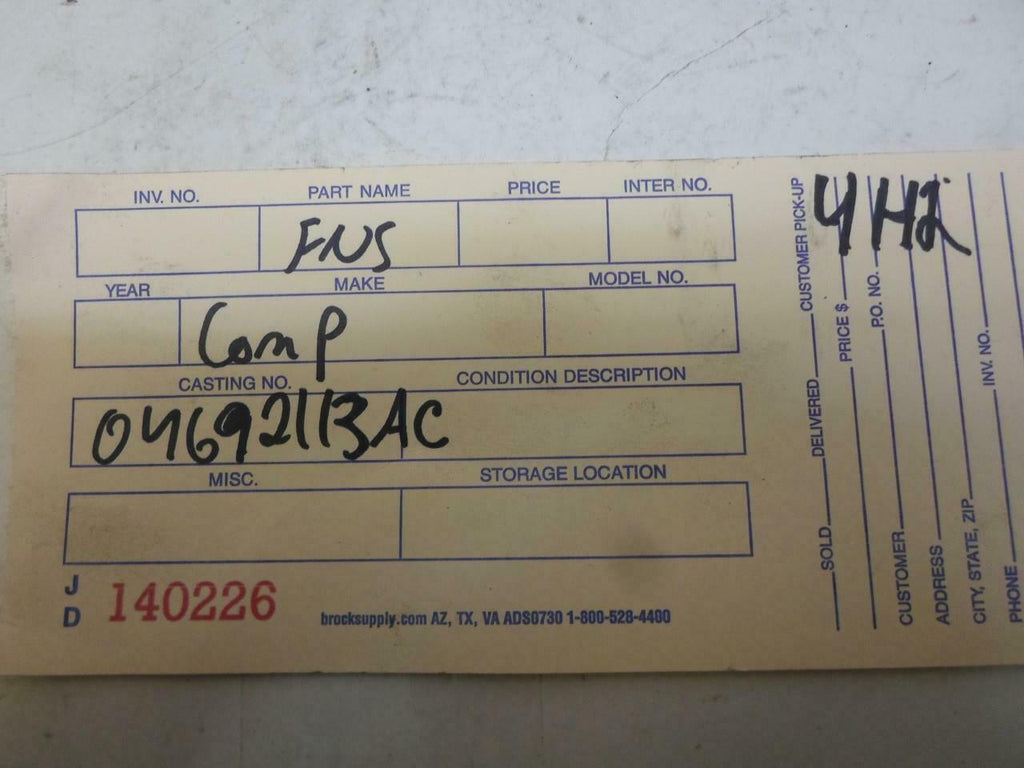 INV. NO. PART NAME PRICE INTER NO.
FNS
YEAR MAKE MODEL NO.
Comp
CASTING NO. CONDITION DESCRIPTION
04692113AC
MISC. STORAGE LOCATION
J
D
140226
brocksupply.com AZ, TX, VA ADS0730 1-800-528-4400
4H2
SOLD DELIVERED CUSTOMER PICK-UP
PRICE $
P.O. NO.
CUSTOMER
ADDRESS
CITY, STATE, ZIP
PHONE INV. NO.